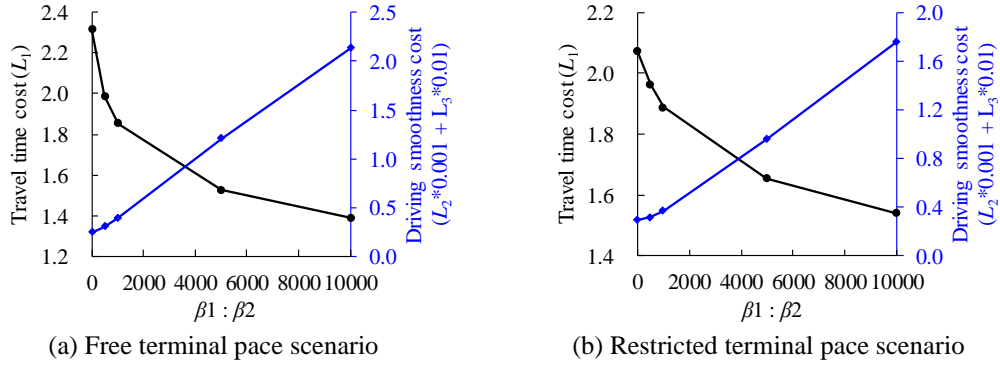 2.4
2.2
2.0
1.8
1.6
1.4
1.2
Travel time cost (L₁)
2.5
2.0
1.5
1.0
0.5
0.0
Driving smoothness cost
(L₂*0.001 + L₃*0.01)
0 2000 4000 6000 8000 10000
β1 : β2
(a) Free terminal pace scenario
2.2
2.0
1.8
1.6
1.4
Travel time cost (L₁)
2.0
1.6
1.2
0.8
0.4
0.0
Driving smoothness cost
(L₂*0.001 + L₃*0.01)
0 2000 4000 6000 8000 10000
β1 : β2
(b) Restricted terminal pace scenario